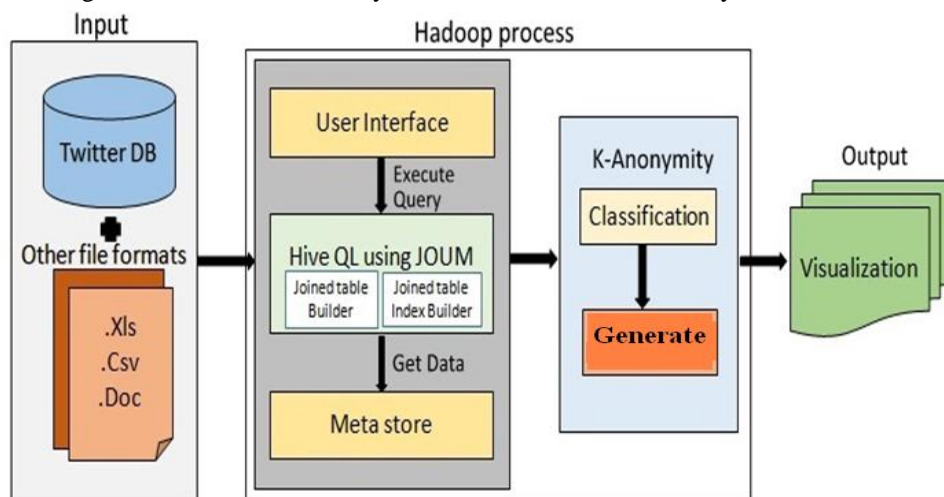 Input
Hadoop process
Twitter DB
Other file formats
.Xls
.Csv
.Doc
User Interface
Execute
Query
Hive QL using JOUM
Joined table
Builder
Joined table
Index Builder
Get Data
Meta store
K-Anonymity
Classification
Generate
Output
Visualization